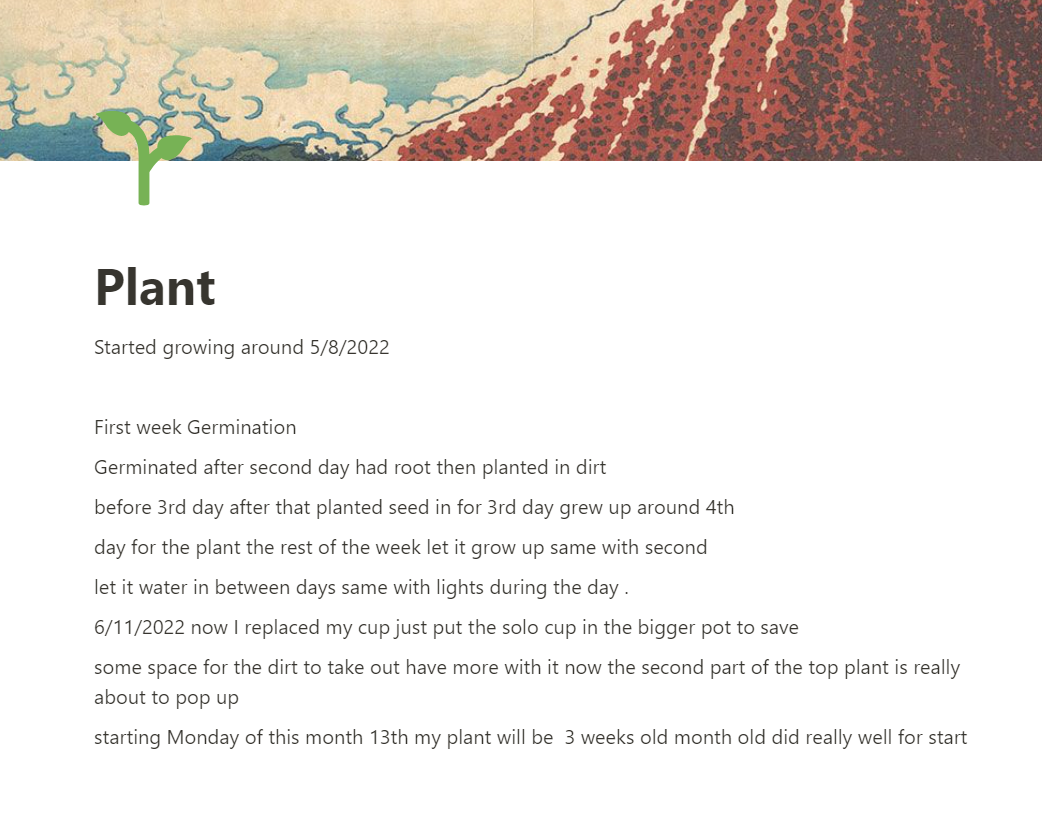 Plant
Started growing around 5/8/2022
First week Germination
Germinated after second day had root then planted in dirt
before 3rd day after that planted seed in for 3rd day grew up around 4th
day for the plant the rest of the week let it grow up same with second
let it water in between days same with lights during the day .
6/11/2022 now I replaced my cup just put the solo cup in the bigger pot to save
some space for the dirt to take out have more with it now the second part of the top plant is really
about to pop up
starting Monday of this month 13th my plant will be  3 weeks old month old did really well for start